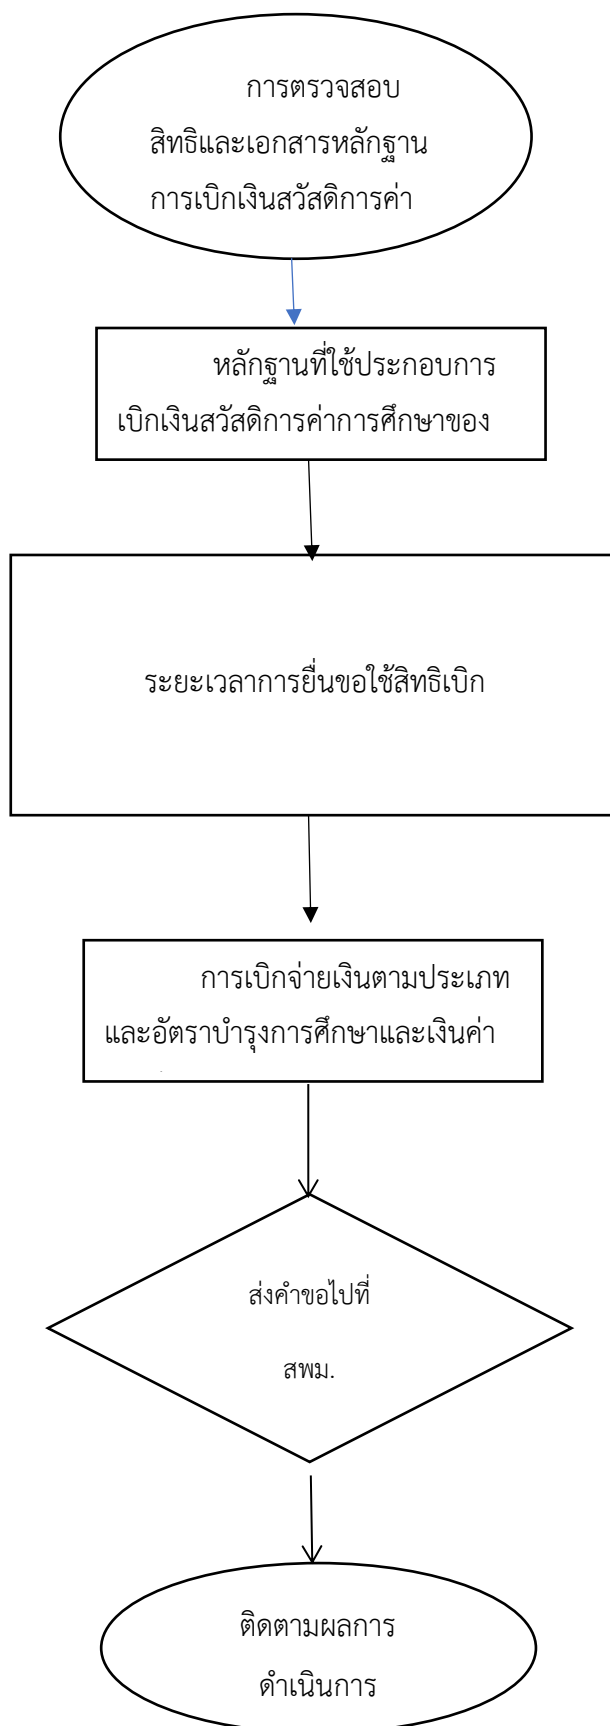 การตรวจสอบ
สิทธิและเอกสารหลักฐาน
การเบิกเงินสวัสดิการค่า
หลักฐานที่ใช้ประกอบการ
เบิกเงินสวัสดิการค่าการศึกษาของ
ระยะเวลาการยื่นขอใช้สิทธิเบิก
การเบิกจ่ายเงินตามประเภท
และอัตราบำรุงการศึกษาและเงินค่า
ส่งคำขอไปที่
สพม.
ติดตามผลการ
ดำเนินการ